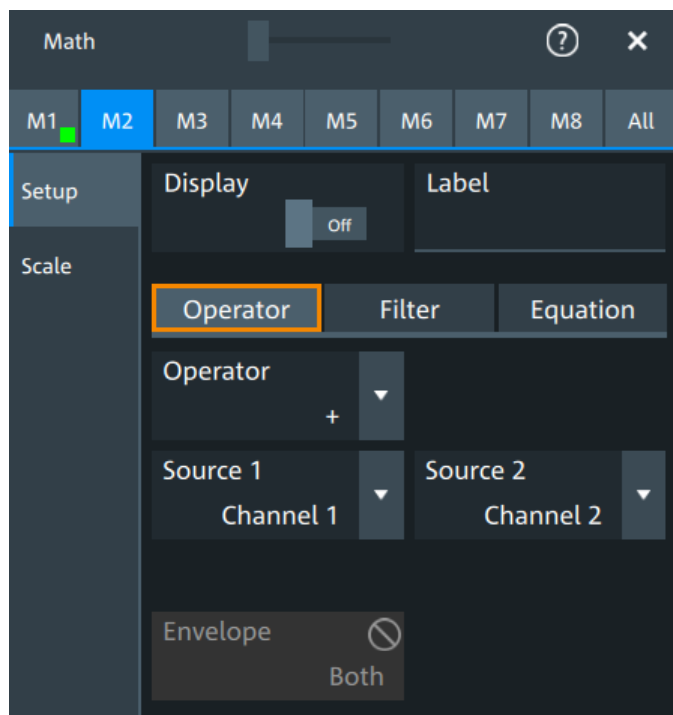 Math ?
M1 M2 M3 M4 M5 M6 M7 M8 All
Setup
Display
Label
Off
Scale
Operator Filter Equation
Operator
+
Source 1
Source 2
Channel 1
Channel 2
Envelope
Both